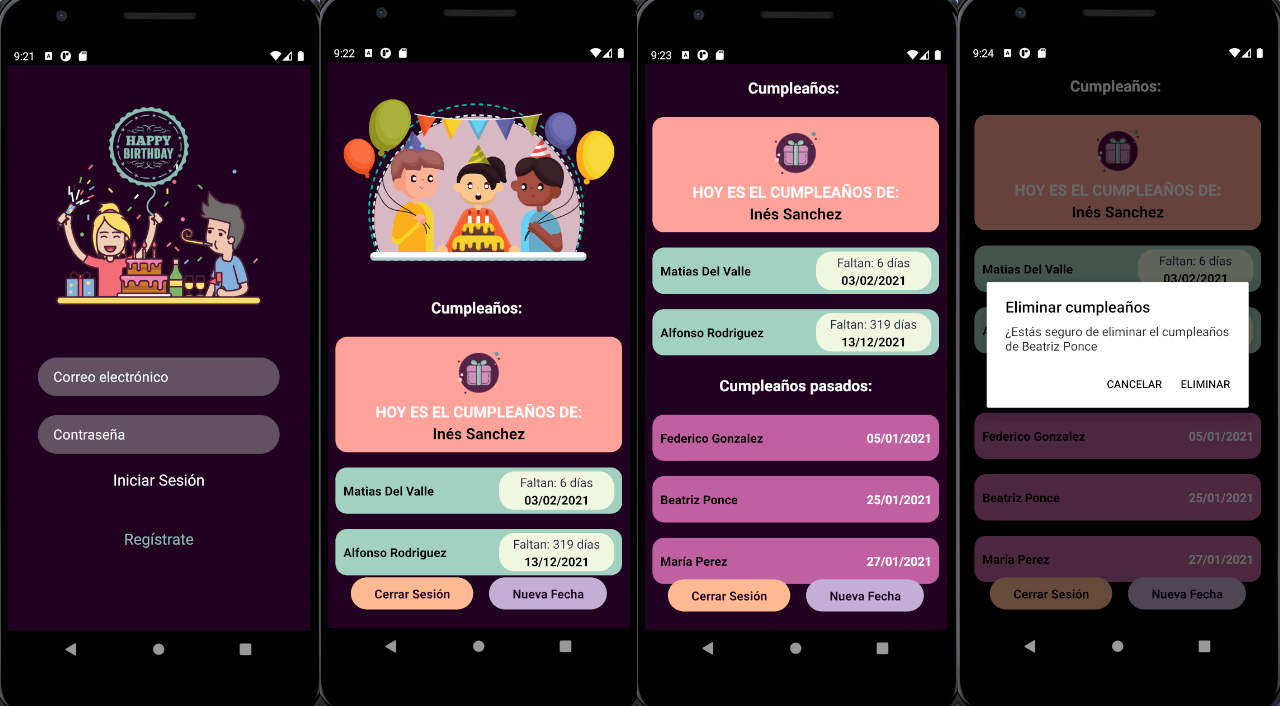 9:21
HAPPY
BIRTHDAY
Correo electrónico
Contraseña
Iniciar Sesión
Regístrate
9:22
Cumpleaños:
HOY ES EL CUMPLEAÑOS DE:
Inés Sanchez
Matias Del Valle
Faltan: 6 días
03/02/2021
Alfonso Rodriguez
Faltan: 319 días
13/12/2021
Cerrar Sesión
Nueva Fecha
9:23
Cumpleaños:
HOY ES EL CUMPLEAÑOS DE:
Inés Sanchez
Matias Del Valle
Faltan: 6 días
03/02/2021
Alfonso Rodriguez
Faltan: 319 días
13/12/2021
Cumpleaños pasados:
Federico Gonzalez
05/01/2021
Beatriz Ponce
25/01/2021
María Perez
27/01/2021
Cerrar Sesión
Nueva Fecha
9:24
Cumpleaños:
HOY ES EL CUMPLEAÑOS DE:
Inés Sanchez
Matias Del Valle
Faltan: 6 días
03/02/2021
Eliminar cumpleaños
¿Estás seguro de eliminar el cumpleaños
de Beatriz Ponce
CANCELAR
ELIMINAR
Federico Gonzalez
05/01/2021
Beatriz Ponce
25/01/2021
María Perez
27/01/2021
Cerrar Sesión
Nueva Fecha